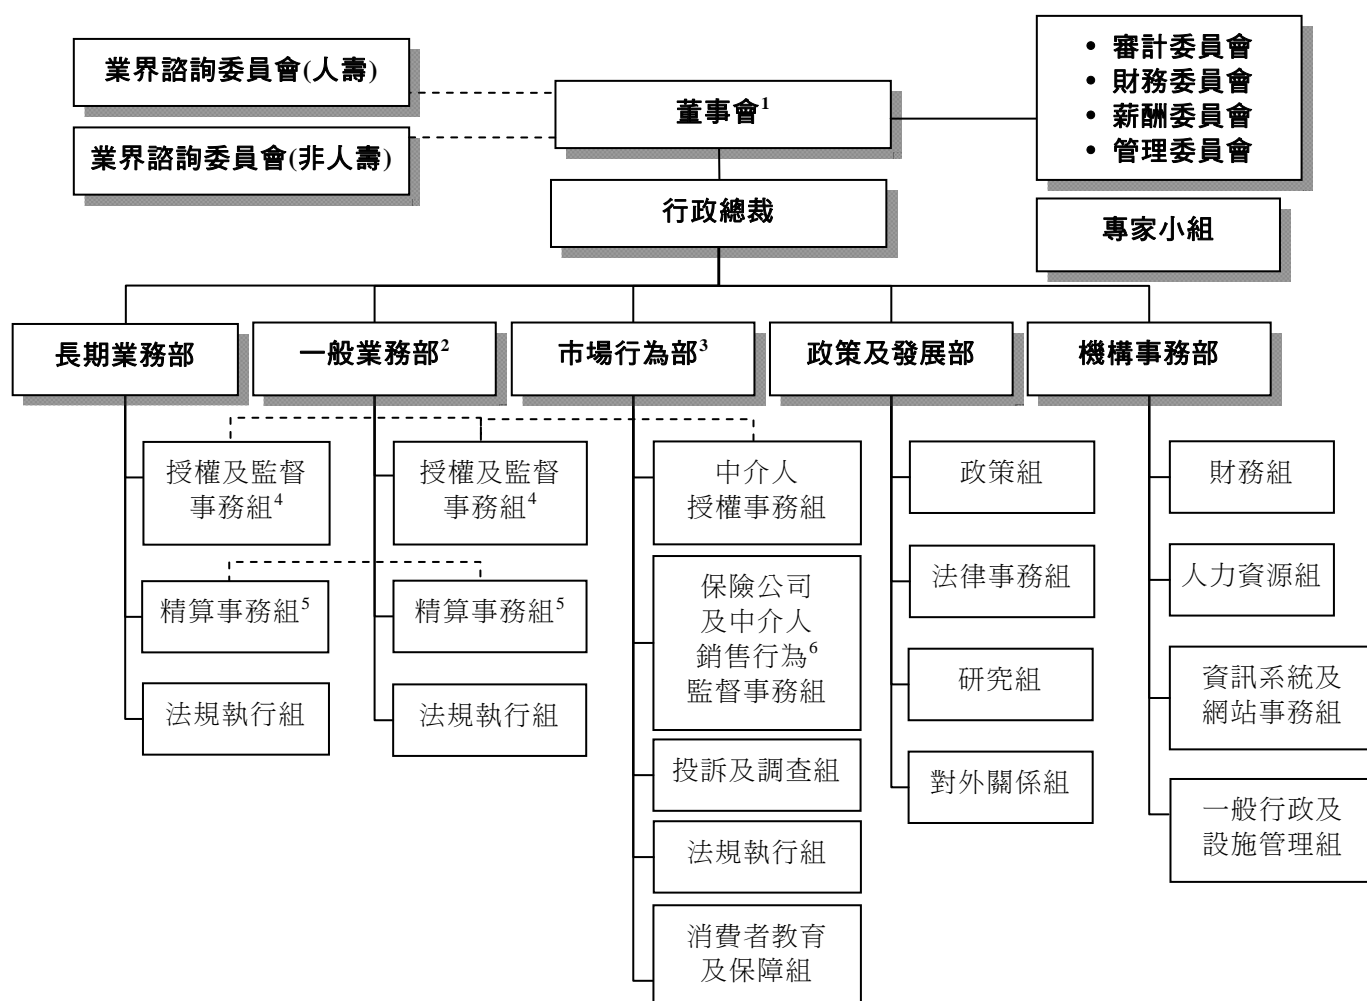 業界諮詢委員會(人壽)
業界諮詢委員會(非人壽)
董事會1
• 審計委員會
• 財務委員會
• 薪酬委員會
• 管理委員會
行政總裁
專家小組
長期業務部
一般業務部2
市場行為部3
政策及發展部
機構事務部
授權及監督
事務組4
精算事務組5
法規執行組
授權及監督
事務組4
精算事務組5
法規執行組
中介人
授權事務組
保險公司
及中介人
銷售行為6
監督事務組
投訴及調查組
法規執行組
消費者教育
及保障組
政策組
法律事務組
研究組
對外關係組
財務組
人力資源組
資訊系統及
網站事務組
一般行政及
設施管理組